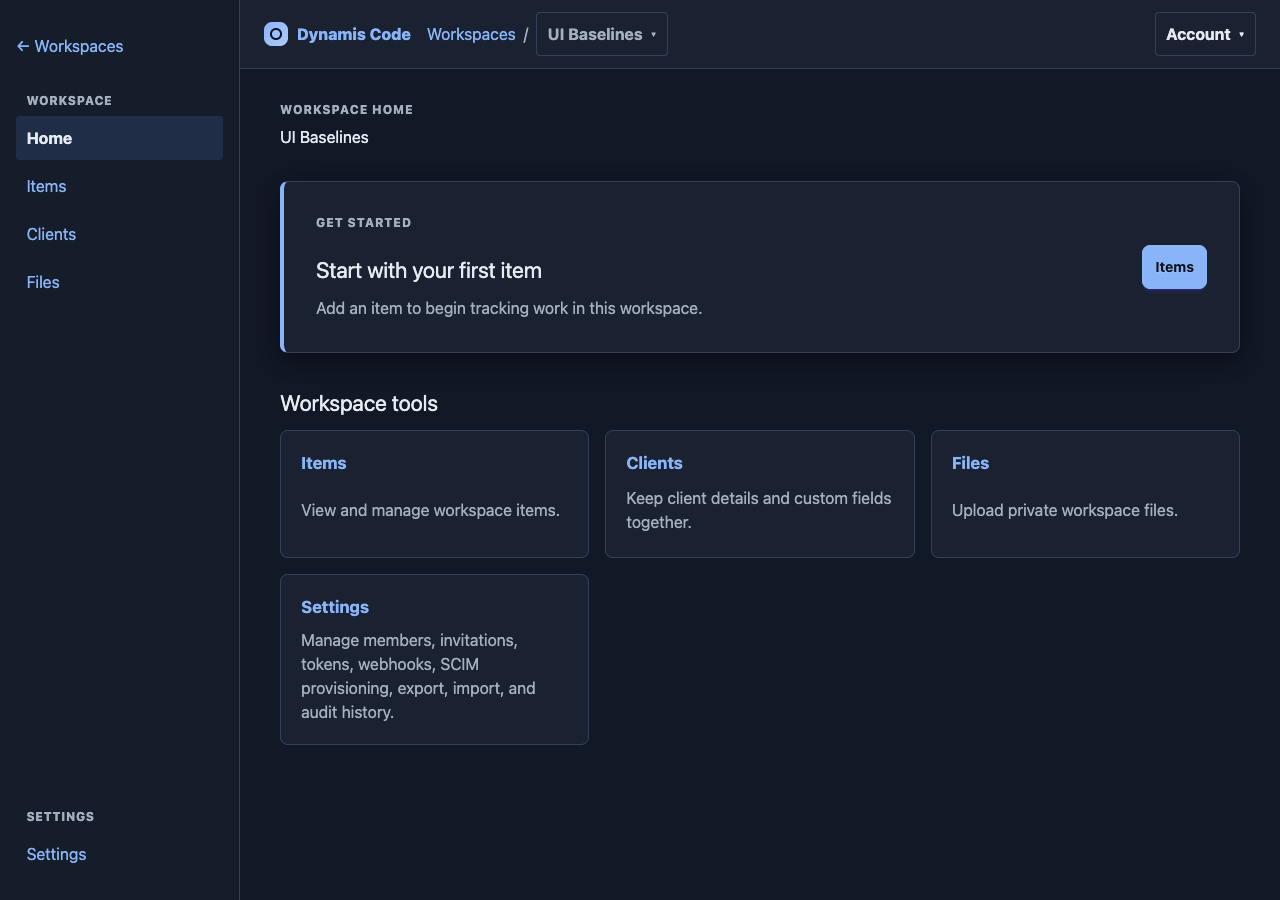 ← Workspaces
WORKSPACE
Home
Items
Clients
Files
SETTINGS
Settings
Dynamis Code
Workspaces / UI Baselines ▾
Account ▾
WORKSPACE HOME
UI Baselines
GET STARTED
Start with your first item
Add an item to begin tracking work in this workspace.
Items
Workspace tools
Items
View and manage workspace items.
Clients
Keep client details and custom fields
together.
Files
Upload private workspace files.
Settings
Manage members, invitations,
tokens, webhooks, SCIM
provisioning, export, import, and
audit history.